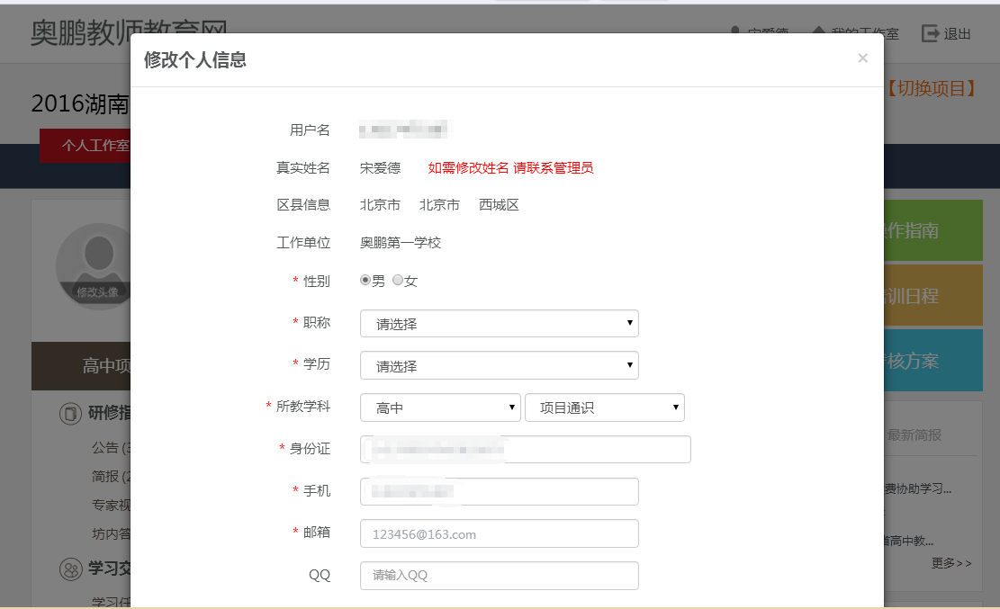 奥鹏教师教育网
宋爱德 我的工作室 退出
修改个人信息 ×
【切换项目】
2016湖南
个人工作室
用户名
真实姓名 宋爱德 如需修改姓名 请联系管理员
区县信息 北京市 北京市 西城区
工作单位 奥鹏第一学校
* 性别 男 女
* 职称 请选择
* 学历 请选择
* 所教学科 高中 项目通识
* 身份证
* 手机
* 邮箱 123456@163.com
QQ 请输入QQ
修改头像
高中项
研修指
公告 (3
简报 (2
专家视
坊内答
学习交
学习任
操作指南
培训日程
考核方案
最新简报
费协助学习...
省高中教...
更多>>